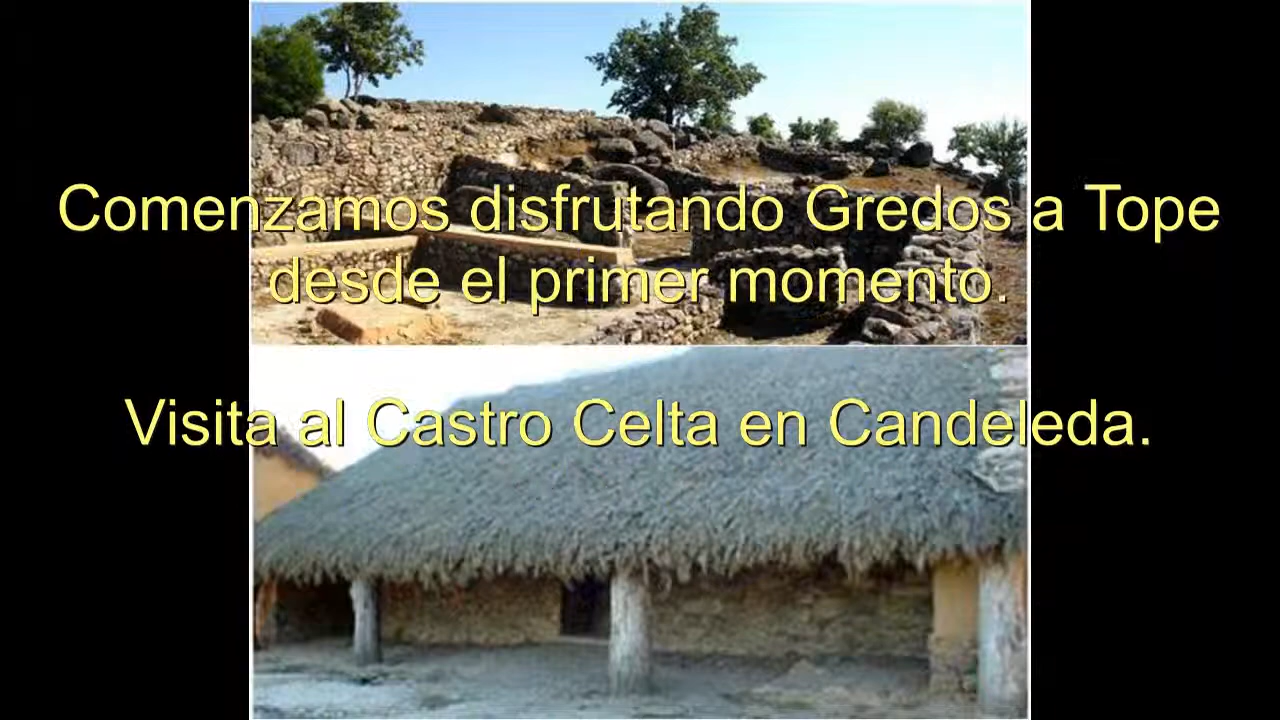 Comenzamos disfrutando Gredos a Tope
desde el primer momento.
Visita al Castro Celta en Candeleda.